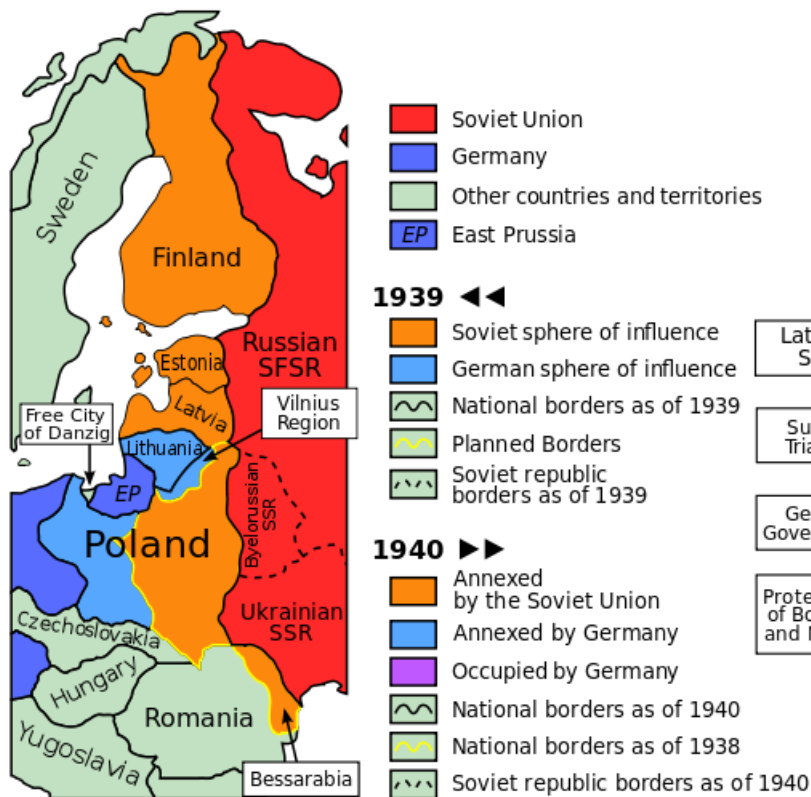 Sweden
Finland
Estonia
Latvia
Lithuania
Free City
of Danzig
Vilnius
Region
EP
Poland
Russian
SFSR
Byelorussian
SSR
Ukrainian
SSR
Czechoslovakia
Hungary
Romania
Yugoslavia
Bessarabia
Soviet Union
Germany
Other countries and territories
EP East Prussia
1939 ◄◄
Soviet sphere of influence
German sphere of influence
National borders as of 1939
Planned Borders
Soviet republic
borders as of 1939
1940 ►►
Annexed
by the Soviet Union
Annexed by Germany
Occupied by Germany
National borders as of 1940
National borders as of 1938
Soviet republic borders as of 1940